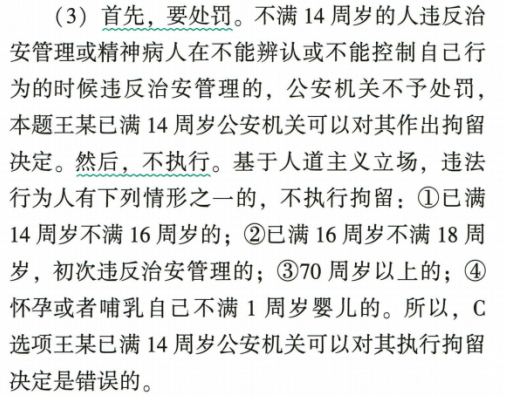 （3）首先，要处罚。不满 14 周岁的人违反治
安管理或精神病人在不能辨认或不能控制自己行
为的时候违反治安管理的，公安机关不予处罚，
本题王某已满 14 周岁公安机关可以对其作出拘留
决定。然后，不执行。基于人道主义立场，违法
行为人有下列情形之一的，不执行拘留：①已满
14 周岁不满 16 周岁的；②已满 16 周岁不满 18 周
岁，初次违反治安管理的；③70 周岁以上的；④
怀孕或者哺乳自己不满 1 周岁婴儿的。所以，C
选项王某已满 14 周岁公安机关可以对其执行拘留
决定是错误的。